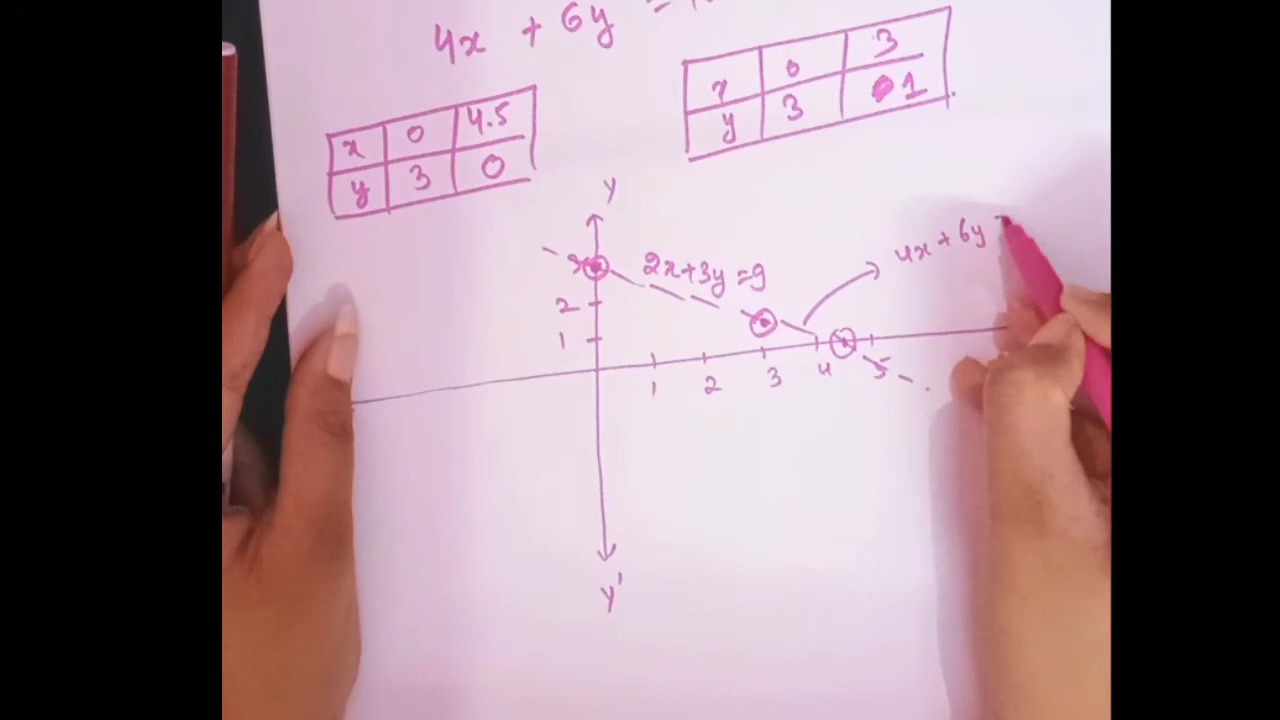 4x + 6y =
x 0 4.5
y 3 0
x 0 3
y 3 1
y
3
2
1
2x+3y=9
4x+6y
1 2 3 4 5
y'